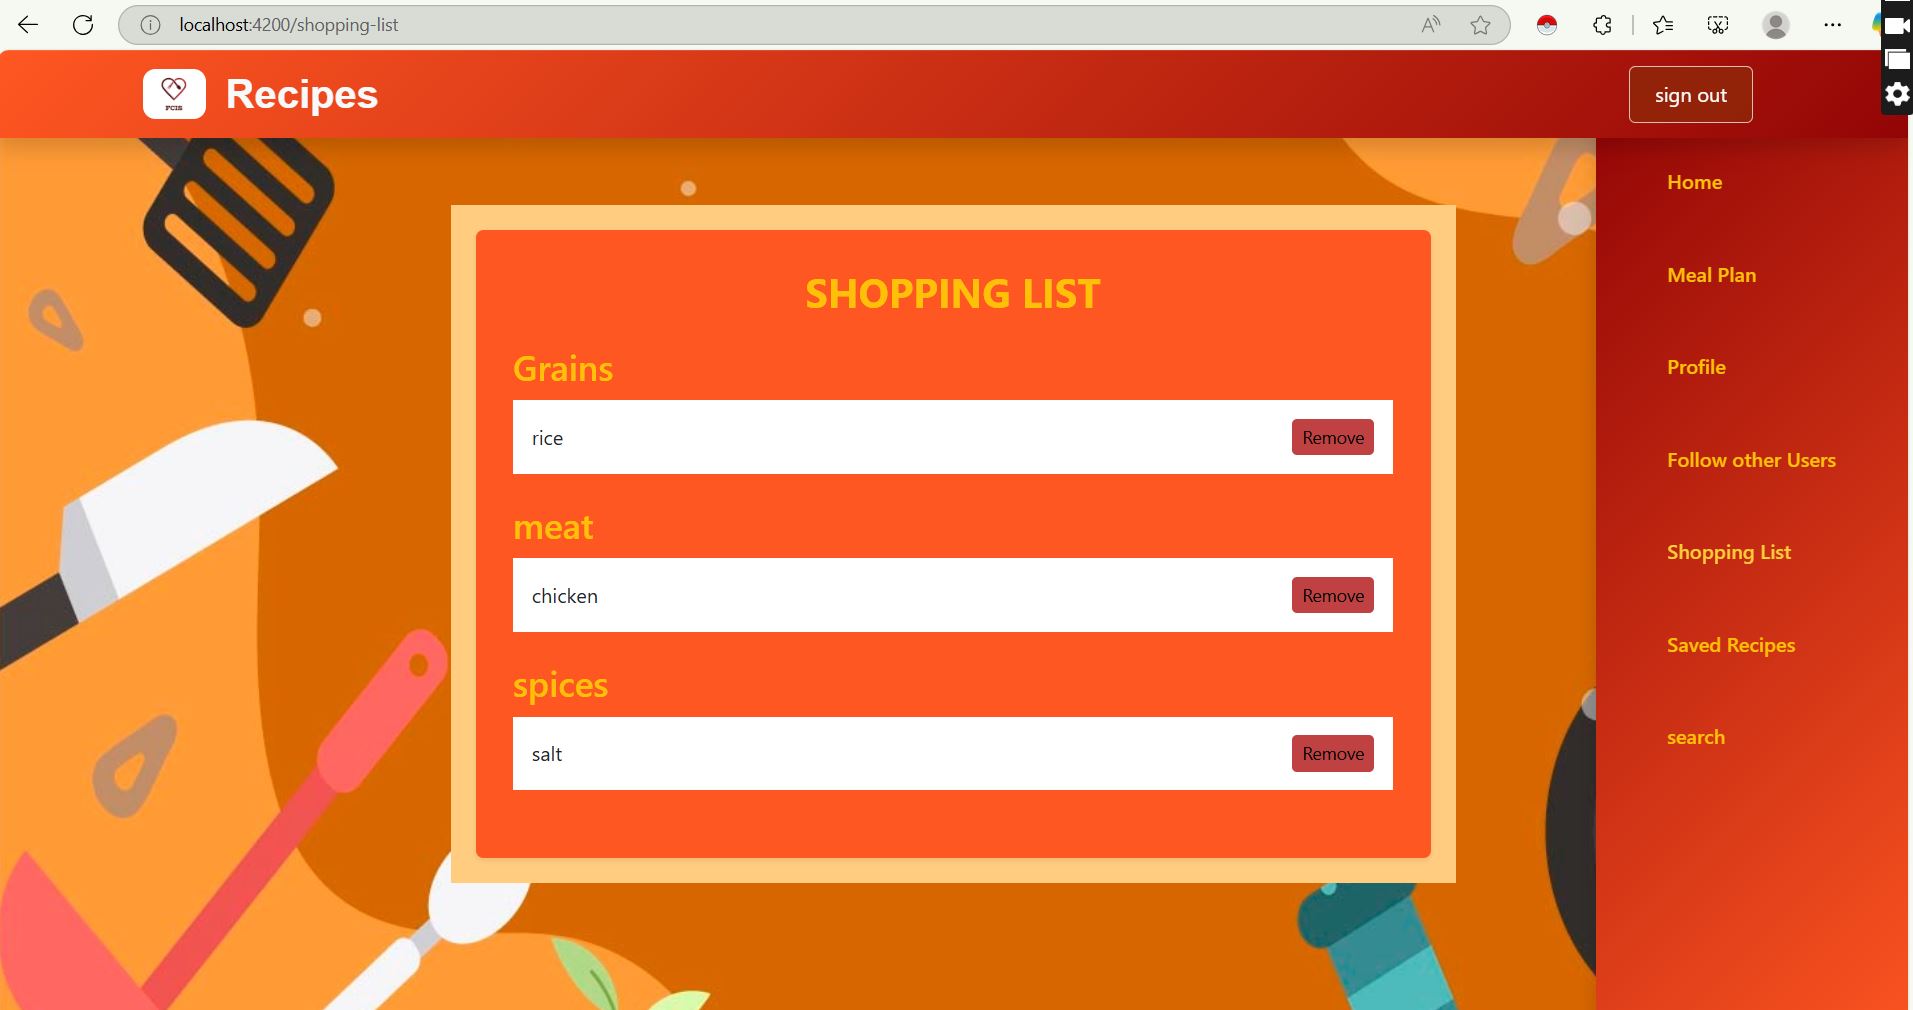 localhost:4200/shopping-list
FCIS
Recipes
sign out
SHOPPING LIST
Grains
rice
Remove
meat
chicken
Remove
spices
salt
Remove
Home
Meal Plan
Profile
Follow other Users
Shopping List
Saved Recipes
search